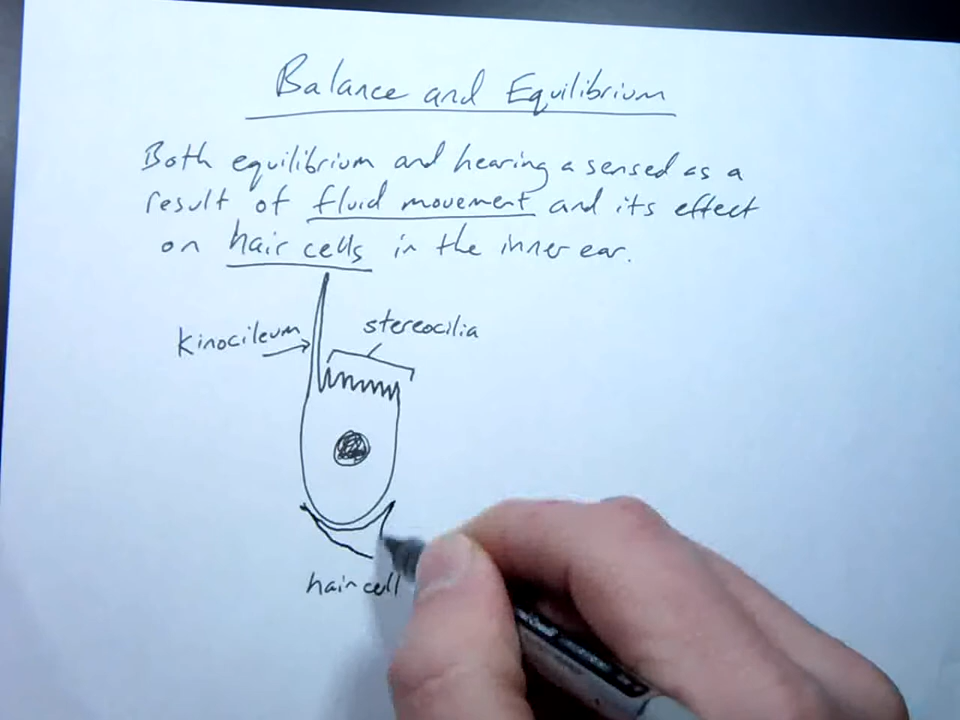 Balance and Equilibrium
Both equilibrium and hearing a sensed as a
result of fluid movement and its effect
on hair cells in the inner ear.
kinocileum
stereocilia
hair cell